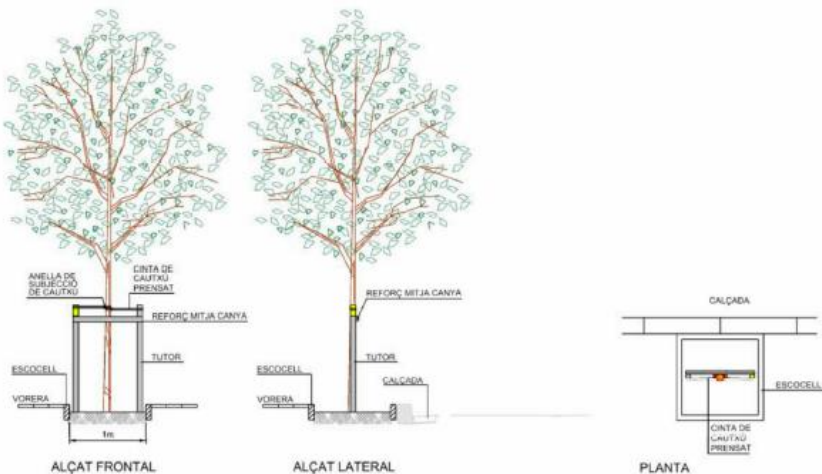 ANELLA DE
SUBJECCIÓ
DE CAUTXÚ
CINTA DE
CAUTXÚ
PRENSAT
REFORÇ MITJA CANYA
TUTOR
ESCOCELL
VORERA
1m
ALÇAT FRONTAL
REFORÇ MITJA CANYA
TUTOR
ESCOCELL
VORERA
CALÇADA
ALÇAT LATERAL
CALÇADA
ESCOCELL
CINTA DE
CAUTXÚ
PRENSAT
PLANTA